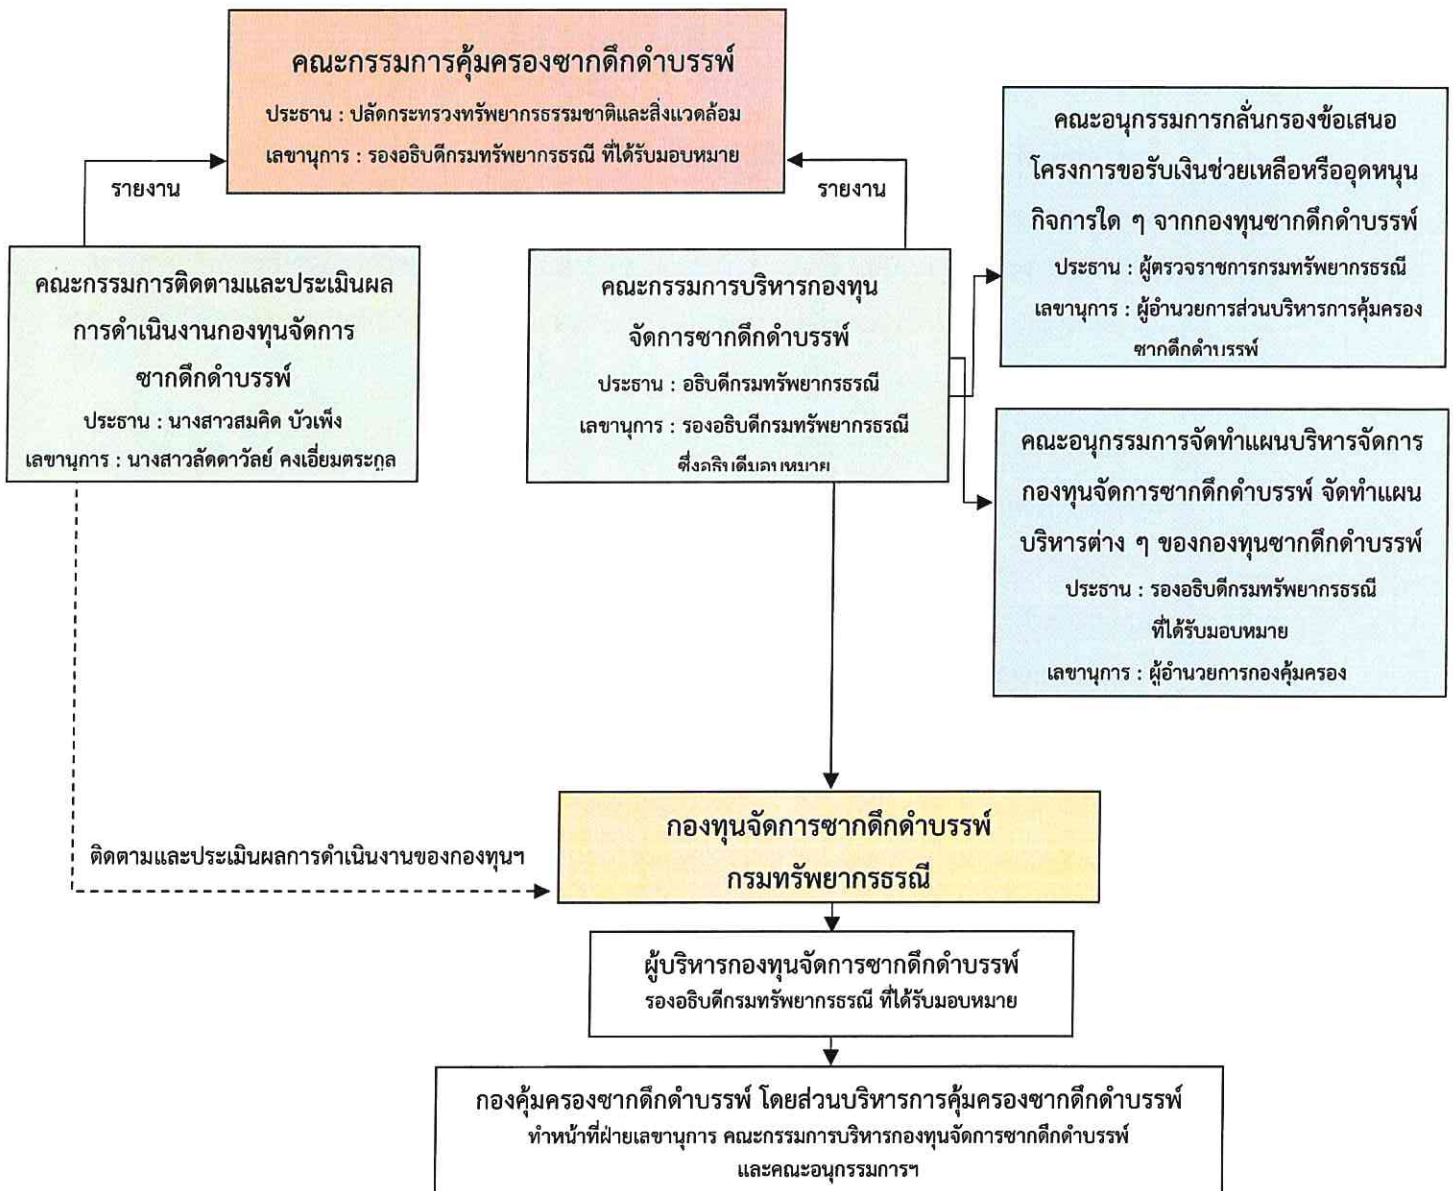 คณะกรรมการคุ้มครองซากดึกดำบรรพ์
ประธาน : ปลัดกระทรวงทรัพยากรธรรมชาติและสิ่งแวดล้อม
เลขานุการ : รองอธิบดีกรมทรัพยากรธรณี ที่ได้รับมอบหมาย
รายงาน
รายงาน
คณะกรรมการติดตามและประเมินผล
การดำเนินงานกองทุนจัดการ
ซากดึกดำบรรพ์
ประธาน : นางสาวสมคิด บัวเพ็ง
เลขานุการ : นางสาวลัดดาวัลย์ คงเอี่ยมตระกูล
คณะกรรมการบริหารกองทุน
จัดการซากดึกดำบรรพ์
ประธาน : อธิบดีกรมทรัพยากรธรณี
เลขานุการ : รองอธิบดีกรมทรัพยากรธรณี
ซึ่งอธิบดีมอบหมาย
คณะอนุกรรมการกลั่นกรองข้อเสนอ
โครงการขอรับเงินช่วยเหลือหรืออุดหนุน
กิจการใด ๆ จากกองทุนซากดึกดำบรรพ์
ประธาน : ผู้ตรวจราชการกรมทรัพยากรธรณี
เลขานุการ : ผู้อำนวยการส่วนบริหารการคุ้มครอง
ซากดึกดำบรรพ์
คณะอนุกรรมการจัดทำแผนบริหารจัดการ
กองทุนจัดการซากดึกดำบรรพ์ จัดทำแผน
บริหารต่าง ๆ ของกองทุนซากดึกดำบรรพ์
ประธาน : รองอธิบดีกรมทรัพยากรธรณี
ที่ได้รับมอบหมาย
เลขานุการ : ผู้อำนวยการกองคุ้มครอง
ติดตามและประเมินผลการดำเนินงานของกองทุนฯ
กองทุนจัดการซากดึกดำบรรพ์
กรมทรัพยากรธรณี
ผู้บริหารกองทุนจัดการซากดึกดำบรรพ์
รองอธิบดีกรมทรัพยากรธรณี ที่ได้รับมอบหมาย
กองคุ้มครองซากดึกดำบรรพ์ โดยส่วนบริหารการคุ้มครองซากดึกดำบรรพ์
ทำหน้าที่ฝ่ายเลขานุการ คณะกรรมการบริหารกองทุนจัดการซากดึกดำบรรพ์
และคณะอนุกรรมการฯ